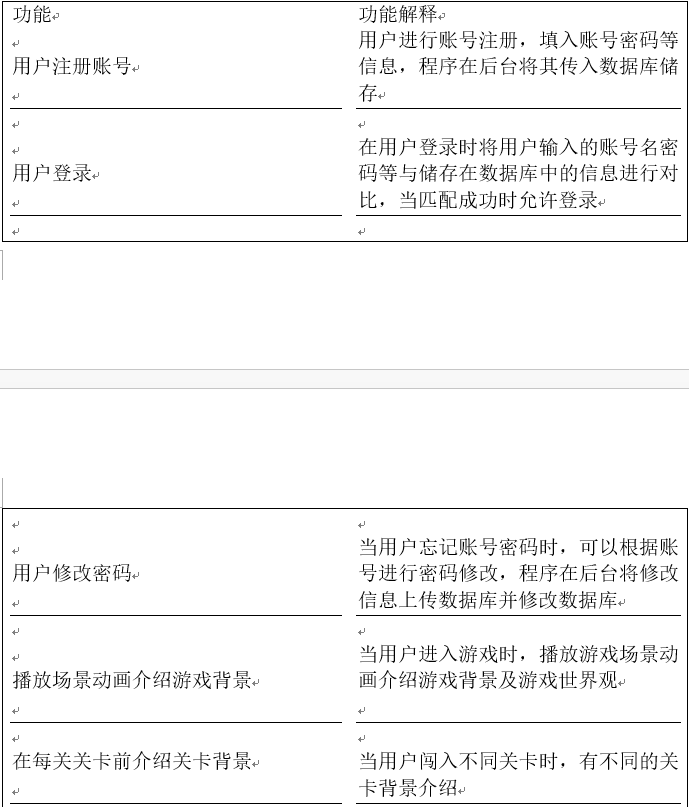 功能
功能解释
用户注册账号
用户进行账号注册，填入账号密码等
信息，程序在后台将其传入数据库储
存
用户登录
在用户登录时将用户输入的账号名密
码等与储存在数据库中的信息进行对
比，当匹配成功时允许登录
用户修改密码
当用户忘记账号密码时，可以根据账
号进行密码修改，程序在后台将修改
信息上传数据库并修改数据库
播放场景动画介绍游戏背景
当用户进入游戏时，播放游戏场景动
画介绍游戏背景及游戏世界观
在每关关卡前介绍关卡背景
当用户闯入不同关卡时，有不同的关
卡背景介绍